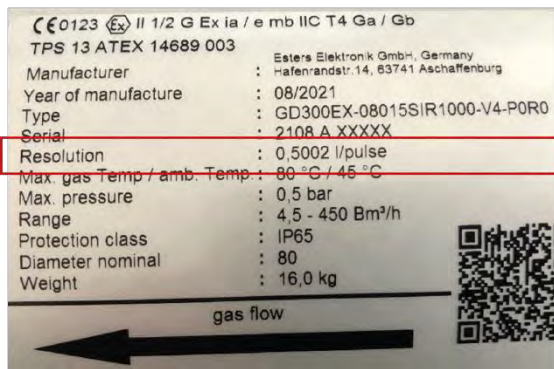 CE0123 Ex II 1/2 G Ex ia / e mb IIC T4 Ga / Gb
TPS 13 ATEX 14689 003
Manufacturer : Esters Elektronik GmbH, Germany
Hafenrandstr.14, 63741 Aschaffenburg
Year of manufacture : 08/2021
Type : GD300EX-08015SIR1000-V4-P0R0
Serial : 2108 A XXXXX
Resolution : 0,5002 l/pulse
Max. gas Temp / amb. Temp. : 80 °C / 45 °C
Max. pressure : 0,5 bar
Range : 4,5 - 450 Bm³/h
Protection class : IP65
Diameter nominal : 80
Weight : 16,0 kg
gas flow